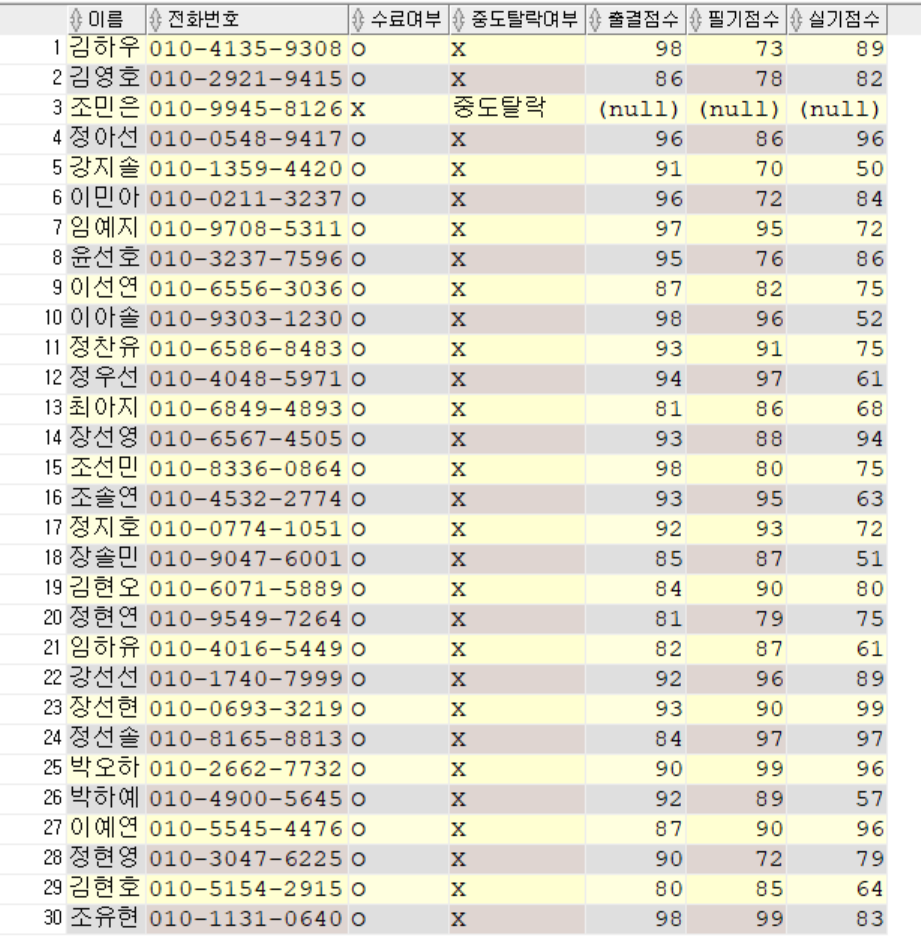 이름 전화번호 수료여부 중도탈락여부 출결점수 필기점수 실기점수
1 김하우 010-4135-9308 O X 98 73 89
2 김영호 010-2921-9415 O X 86 78 82
3 조민은 010-9945-8126 X 중도탈락 (null) (null) (null)
4 정아선 010-0548-9417 O X 96 86 96
5 강지솔 010-1359-4420 O X 91 70 50
6 이민아 010-0211-3237 O X 96 72 84
7 임예지 010-9708-5311 O X 97 95 72
8 윤선호 010-3237-7596 O X 95 76 86
9 이선연 010-6556-3036 O X 87 82 75
10 이아솔 010-9303-1230 O X 98 96 52
11 정찬유 010-6586-8483 O X 93 91 75
12 정우선 010-4048-5971 O X 94 97 61
13 최아지 010-6849-4893 O X 81 86 68
14 장선영 010-6567-4505 O X 93 88 94
15 조선민 010-8336-0864 O X 98 80 75
16 조솔연 010-4532-2774 O X 93 95 63
17 정지호 010-0774-1051 O X 92 93 72
18 장솔민 010-9047-6001 O X 85 87 51
19 김현오 010-6071-5889 O X 84 90 80
20 정현연 010-9549-7264 O X 81 79 75
21 임하유 010-4016-5449 O X 82 87 61
22 강선선 010-1740-7999 O X 92 96 89
23 장선현 010-0693-3219 O X 93 90 99
24 정선솔 010-8165-8813 O X 84 97 97
25 박오하 010-2662-7732 O X 90 99 96
26 박하예 010-4900-5645 O X 92 89 57
27 이예연 010-5545-4476 O X 87 90 96
28 정현영 010-3047-6225 O X 90 72 79
29 김현호 010-5154-2915 O X 80 85 64
30 조유현 010-1131-0640 O X 98 99 83